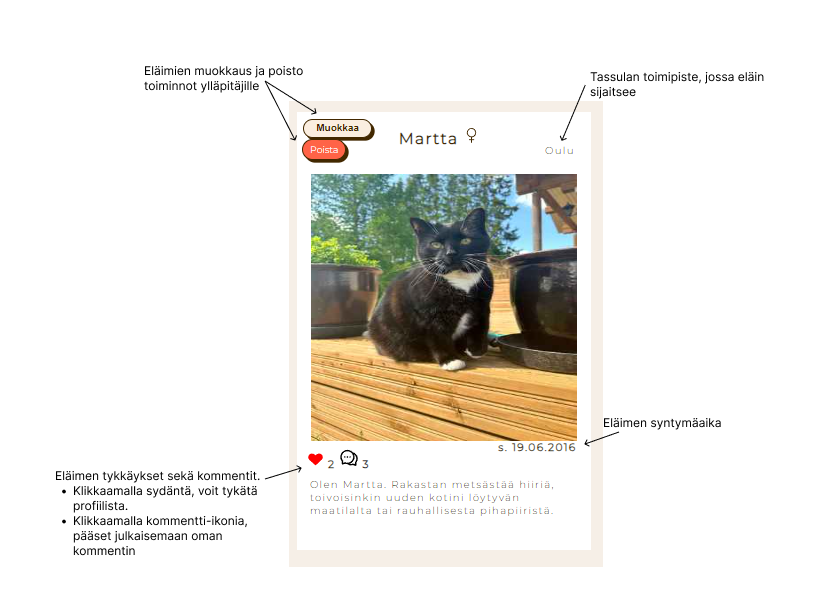 Eläimien muokkaus ja poisto
toiminnot ylläpitäjille
Tassulan toimipiste, jossa eläin
sijaitsee
Muokkaa
Poista
Martta ♀
Oulu
Eläimen syntymäaika
s. 19.06.2016
2 3
Eläimen tykkäykset sekä kommentit.
• Klikkaamalla sydäntä, voit tykätä
profiilista.
• Klikkaamalla kommentti-ikonia,
pääset julkaisemaan oman
kommentin
Olen Martta. Rakastan metsästää hiiriä,
toivoisinkin uuden kotini löytyvän
maatilalta tai rauhallisesta pihapiiristä.